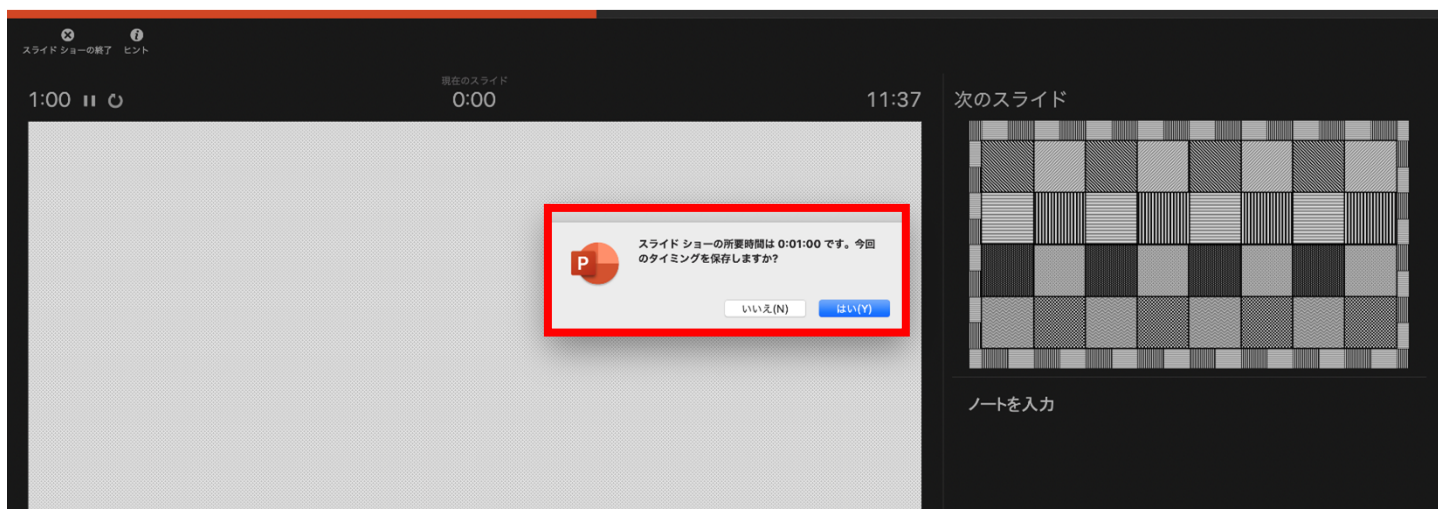 スライド ショーの終了 ヒント
現在のスライド
1:00 0:00 11:37 次のスライド
スライド ショーの所要時間は 0:01:00 です。今回
のタイミングを保存しますか?
P
いいえ(N) はい(Y)
ノートを入力